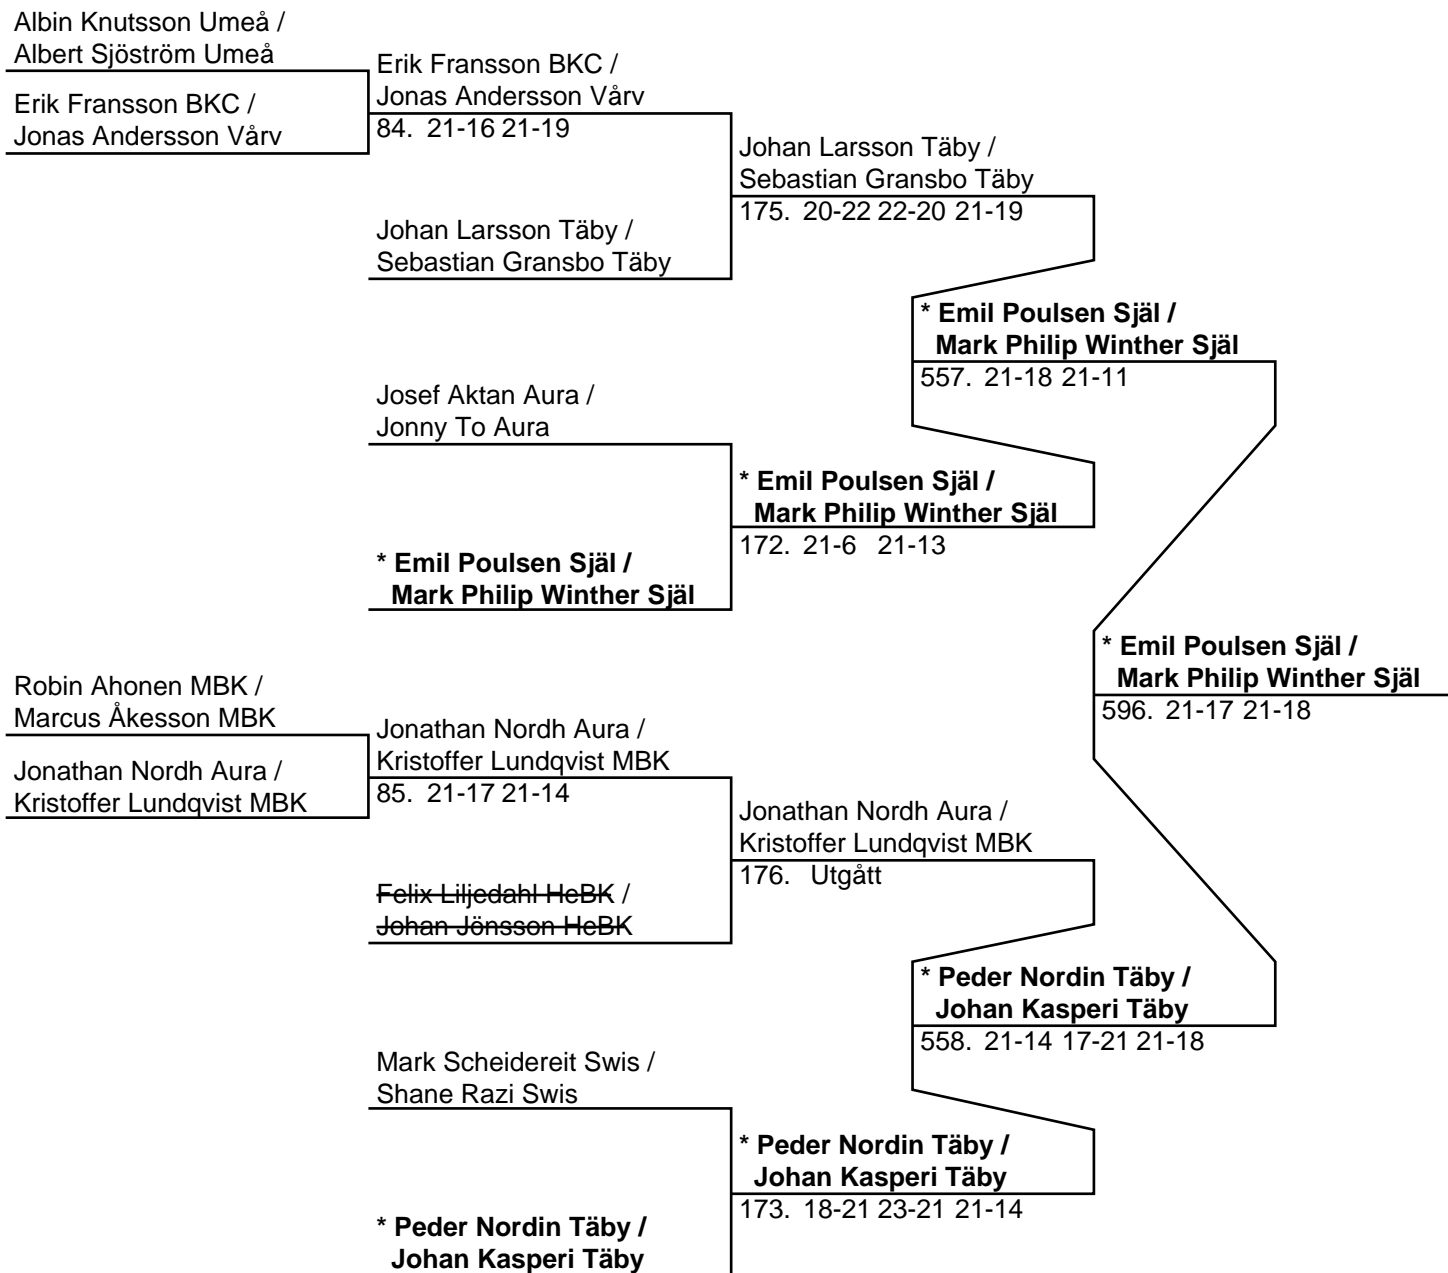 Albin Knutsson Umeå /
Albert Sjöström Umeå
Erik Fransson BKC /
Jonas Andersson Vårv
Erik Fransson BKC /
Jonas Andersson Vårv
84. 21-16 21-19
Johan Larsson Täby /
Sebastian Gransbo Täby
Johan Larsson Täby /
Sebastian Gransbo Täby
175. 20-22 22-20 21-19
Josef Aktan Aura /
Jonny To Aura
* Emil Poulsen Själ /
Mark Philip Winther Själ
* Emil Poulsen Själ /
Mark Philip Winther Själ
172. 21-6 21-13
* Emil Poulsen Själ /
Mark Philip Winther Själ
557. 21-18 21-11
Robin Ahonen MBK /
Marcus Åkesson MBK
Jonathan Nordh Aura /
Kristoffer Lundqvist MBK
Jonathan Nordh Aura /
Kristoffer Lundqvist MBK
85. 21-17 21-14
Felix Liljedahl HeBK /
Johan Jönsson HeBK
Jonathan Nordh Aura /
Kristoffer Lundqvist MBK
176. Utgått
Mark Scheidereit Swis /
Shane Razi Swis
* Peder Nordin Täby /
Johan Kasperi Täby
* Peder Nordin Täby /
Johan Kasperi Täby
173. 18-21 23-21 21-14
* Peder Nordin Täby /
Johan Kasperi Täby
558. 21-14 17-21 21-18
* Emil Poulsen Själ /
Mark Philip Winther Själ
596. 21-17 21-18